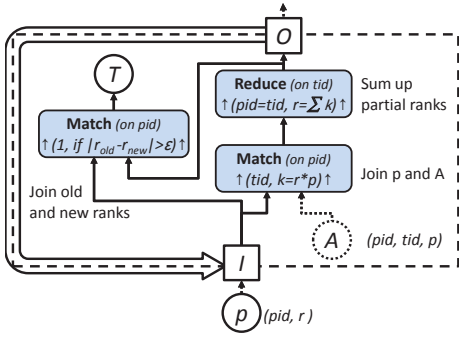 O
T
Reduce (on tid)
↑(pid=tid, r=∑ k)↑
Sum up
partial ranks
Match (on pid)
↑(1, if |r_old -r_new|>ε)↑
Match (on pid)
↑(tid, k=r*p)↑
Join p and A
Join old
and new ranks
A
(pid, tid, p)
I
p
(pid, r )